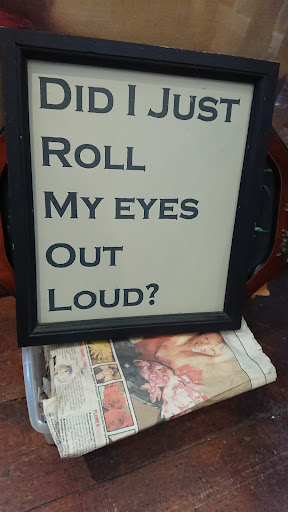 Did I Just
Roll
My eyes
Out
Loud?